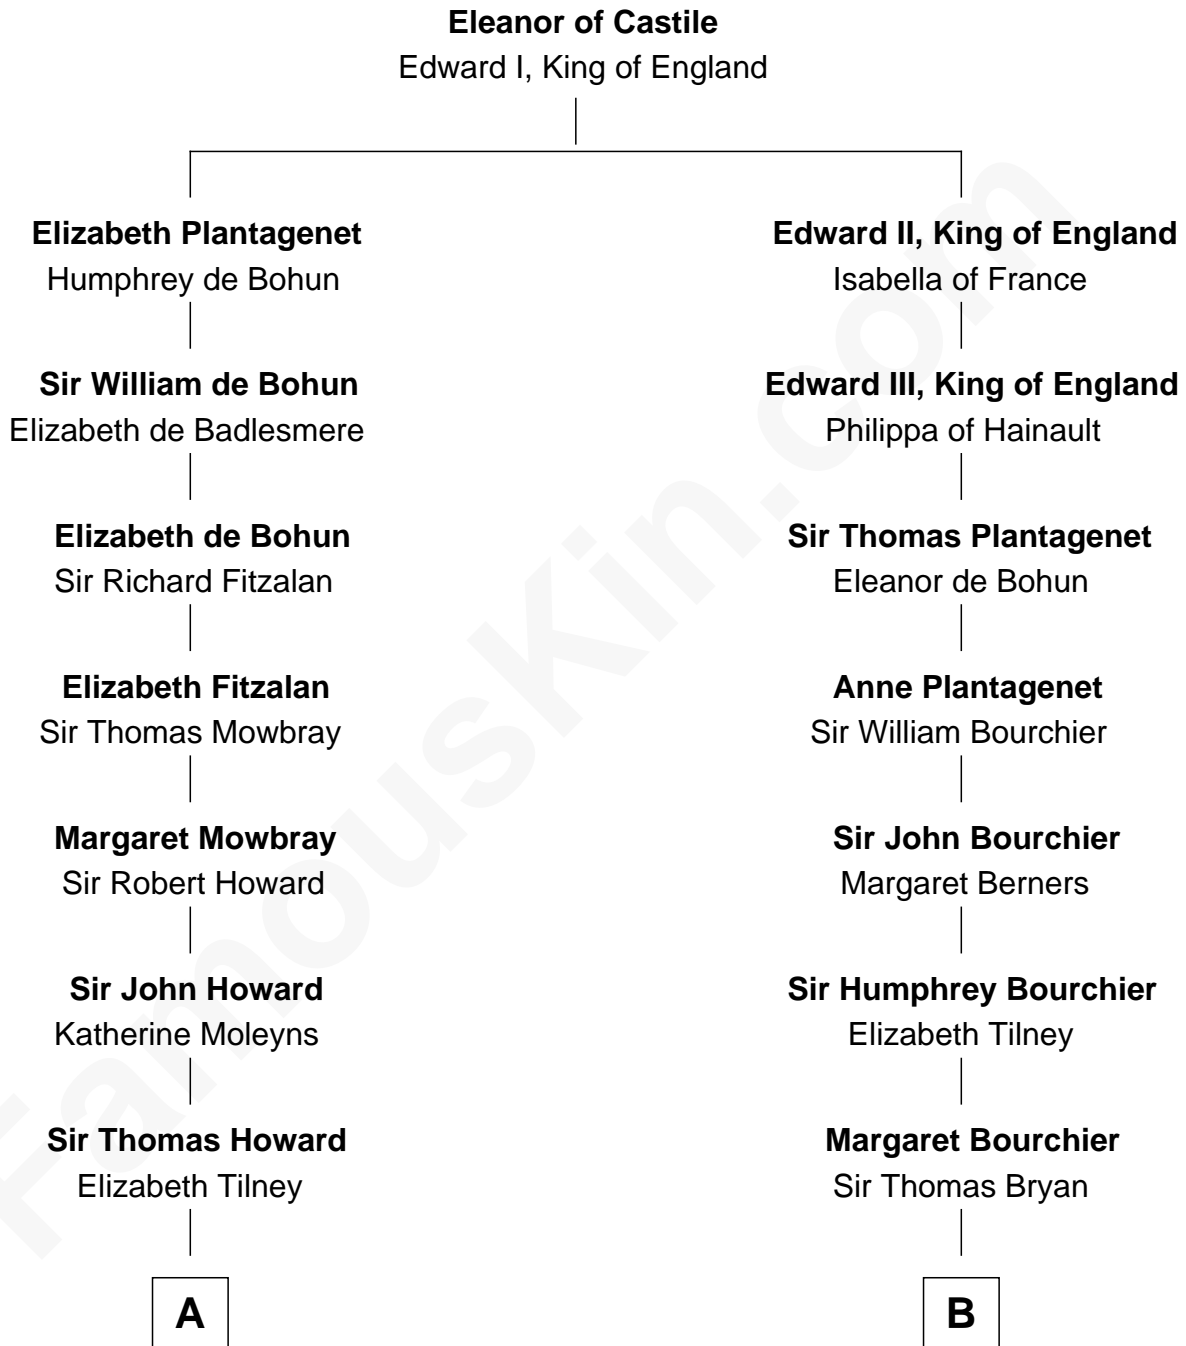 Eleanor of Castile
Edward I, King of England
Elizabeth Plantagenet
Humphrey de Bohun
Edward II, King of England
Isabella of France
Sir William de Bohun
Elizabeth de Badlesmere
Edward III, King of England
Philippa of Hainault
Elizabeth de Bohun
Sir Richard Fitzalan
Sir Thomas Plantagenet
Eleanor de Bohun
Elizabeth Fitzalan
Sir Thomas Mowbray
Anne Plantagenet
Sir William Bourchier
Margaret Mowbray
Sir Robert Howard
Sir John Bourchier
Margaret Berners
Sir John Howard
Katherine Moleyns
Sir Humphrey Bourchier
Elizabeth Tilney
Sir Thomas Howard
Elizabeth Tilney
Margaret Bourchier
Sir Thomas Bryan
A
B
FamousKin.com